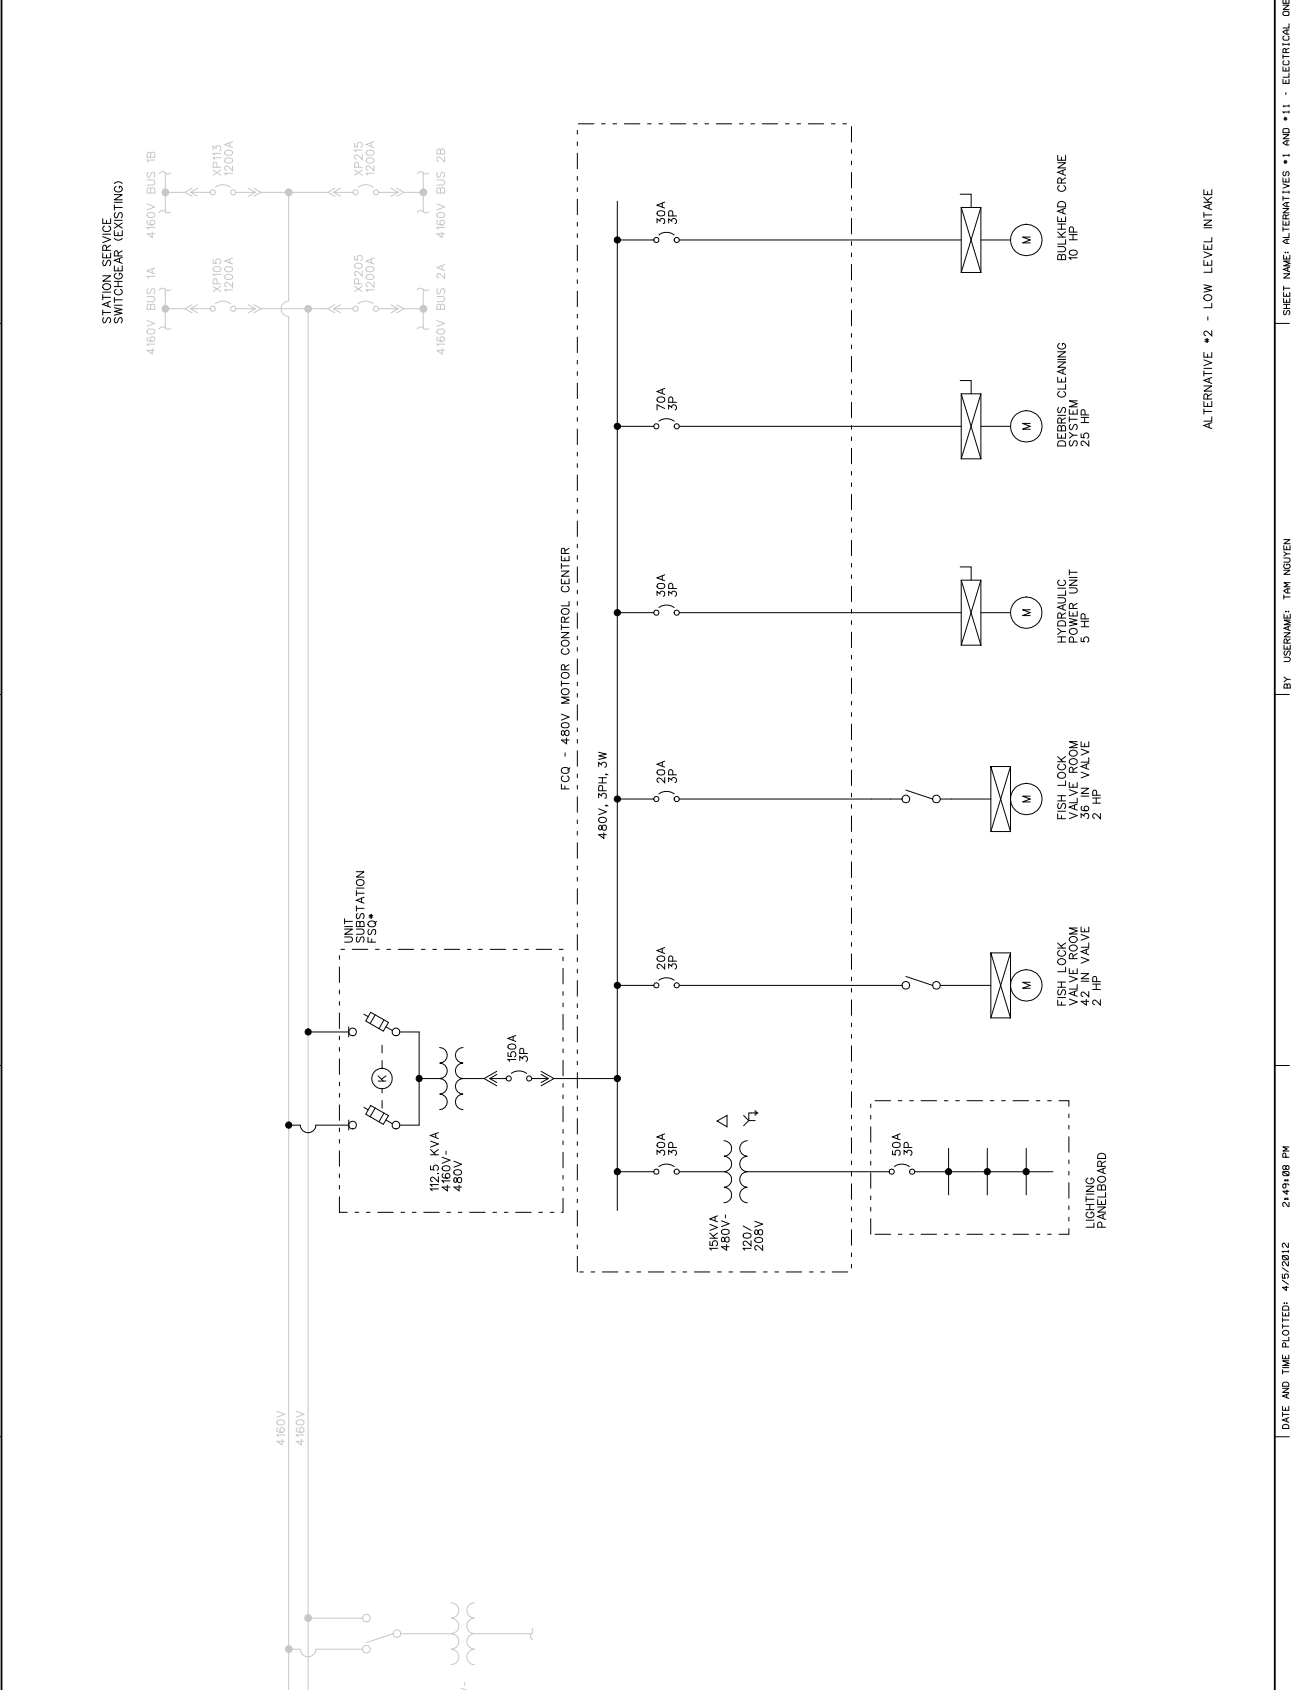 STATION SERVICE
SWITCHGEAR (EXISTING)
4160V BUS 1A
XP105
1200A
XP205
1200A
4160V BUS 2A
4160V BUS 1B
XP113
1200A
XP215
1200A
4160V BUS 2B
4160V
4160V
UNIT
SUBSTATION
FSQ*
K
112.5 KVA
4160V-
480V
150A
3P
FCQ - 480V MOTOR CONTROL CENTER
480V, 3PH, 3W
30A
3P
15KVA
480V-
120/
208V
50A
3P
LIGHTING
PANELBOARD
20A
3P
M
FISH LOCK
VALVE ROOM
42 IN VALVE
2 HP
20A
3P
M
FISH LOCK
VALVE ROOM
36 IN VALVE
2 HP
30A
3P
M
HYDRAULIC
POWER UNIT
5 HP
70A
3P
M
DEBRIS CLEANING
SYSTEM
25 HP
30A
3P
M
BULKHEAD CRANE
10 HP
ALTERNATIVE *2 - LOW LEVEL INTAKE
DATE AND TIME PLOTTED: 4/5/2012 2:49:08 PM
BY USERNAME: TAM NGUYEN
SHEET NAME: ALTERNATIVES *1 AND *11 - ELECTRICAL ONE